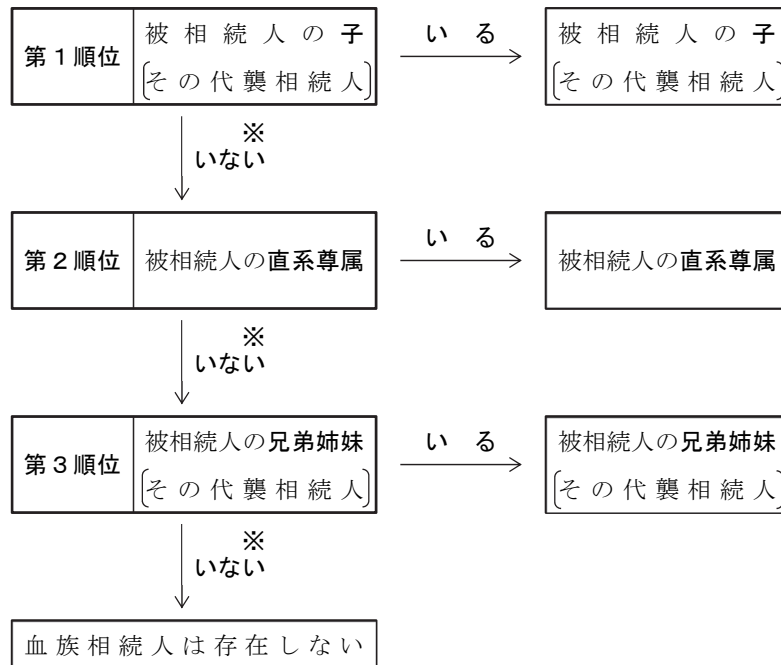 第1順位
被相続人の子
(その代襲相続人)
いる
被相続人の子
(その代襲相続人)
※
いない
第2順位
被相続人の直系尊属
いる
被相続人の直系尊属
※
いない
第3順位
被相続人の兄弟姉妹
(その代襲相続人)
いる
被相続人の兄弟姉妹
(その代襲相続人)
※
いない
血族相続人は存在しない